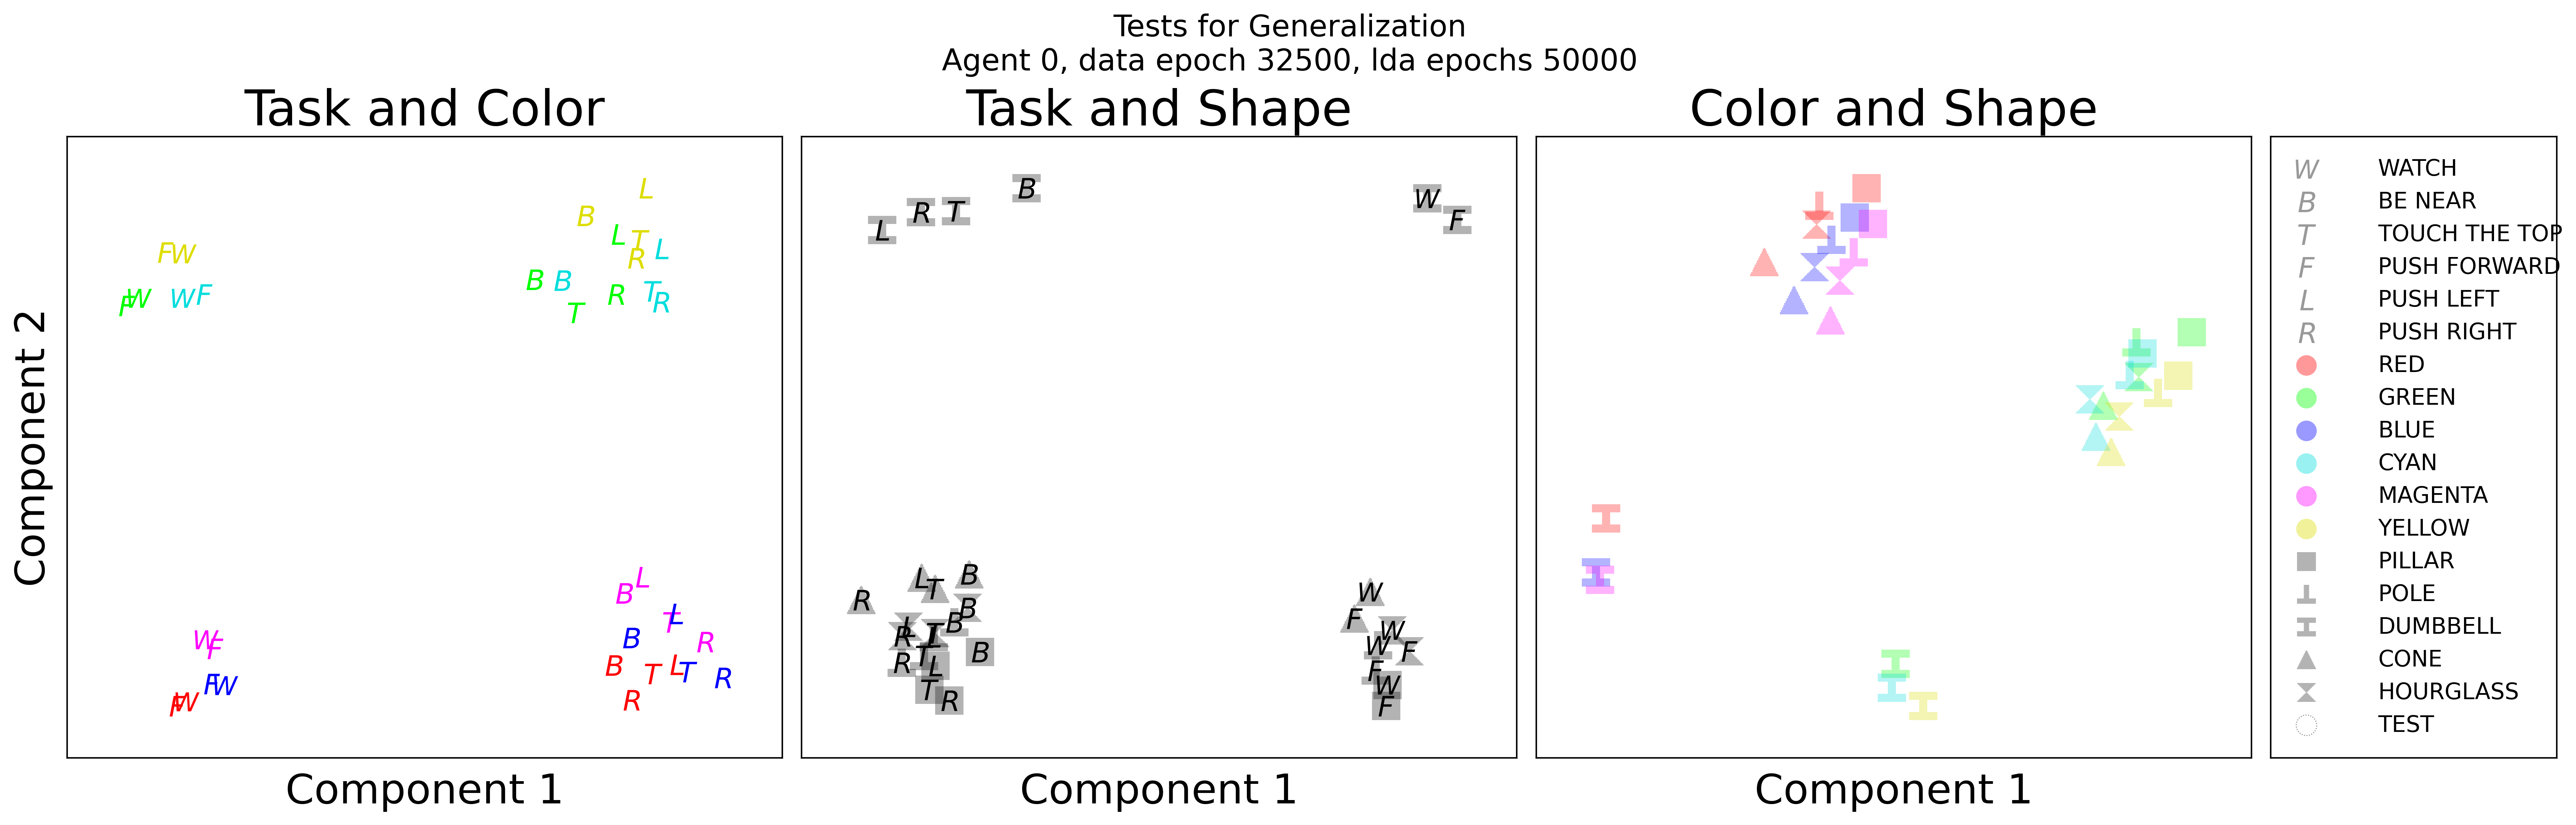 Tests for Generalization
Agent 0, data epoch 32500, lda epochs 50000
Task and Color
Task and Shape
Color and Shape
Component 2
L
B
L
T
L
R
F
W
B
B
W
F
W
F
R
T
R
T
L
B
T
L
B
R
W
F
B
T
L
T
R
F
W
F
W
R
B
L
R
T
W
F
L
T
B
R
B
L
R
T
B
T
L
B
R
T
R
W
F
W
W
F
F
W
F
W WATCH
B BE NEAR
T TOUCH THE TOP
F PUSH FORWARD
L PUSH LEFT
R PUSH RIGHT
RED
GREEN
BLUE
CYAN
MAGENTA
YELLOW
PILLAR
POLE
DUMBBELL
CONE
HOURGLASS
TEST
Component 1
Component 1
Component 1